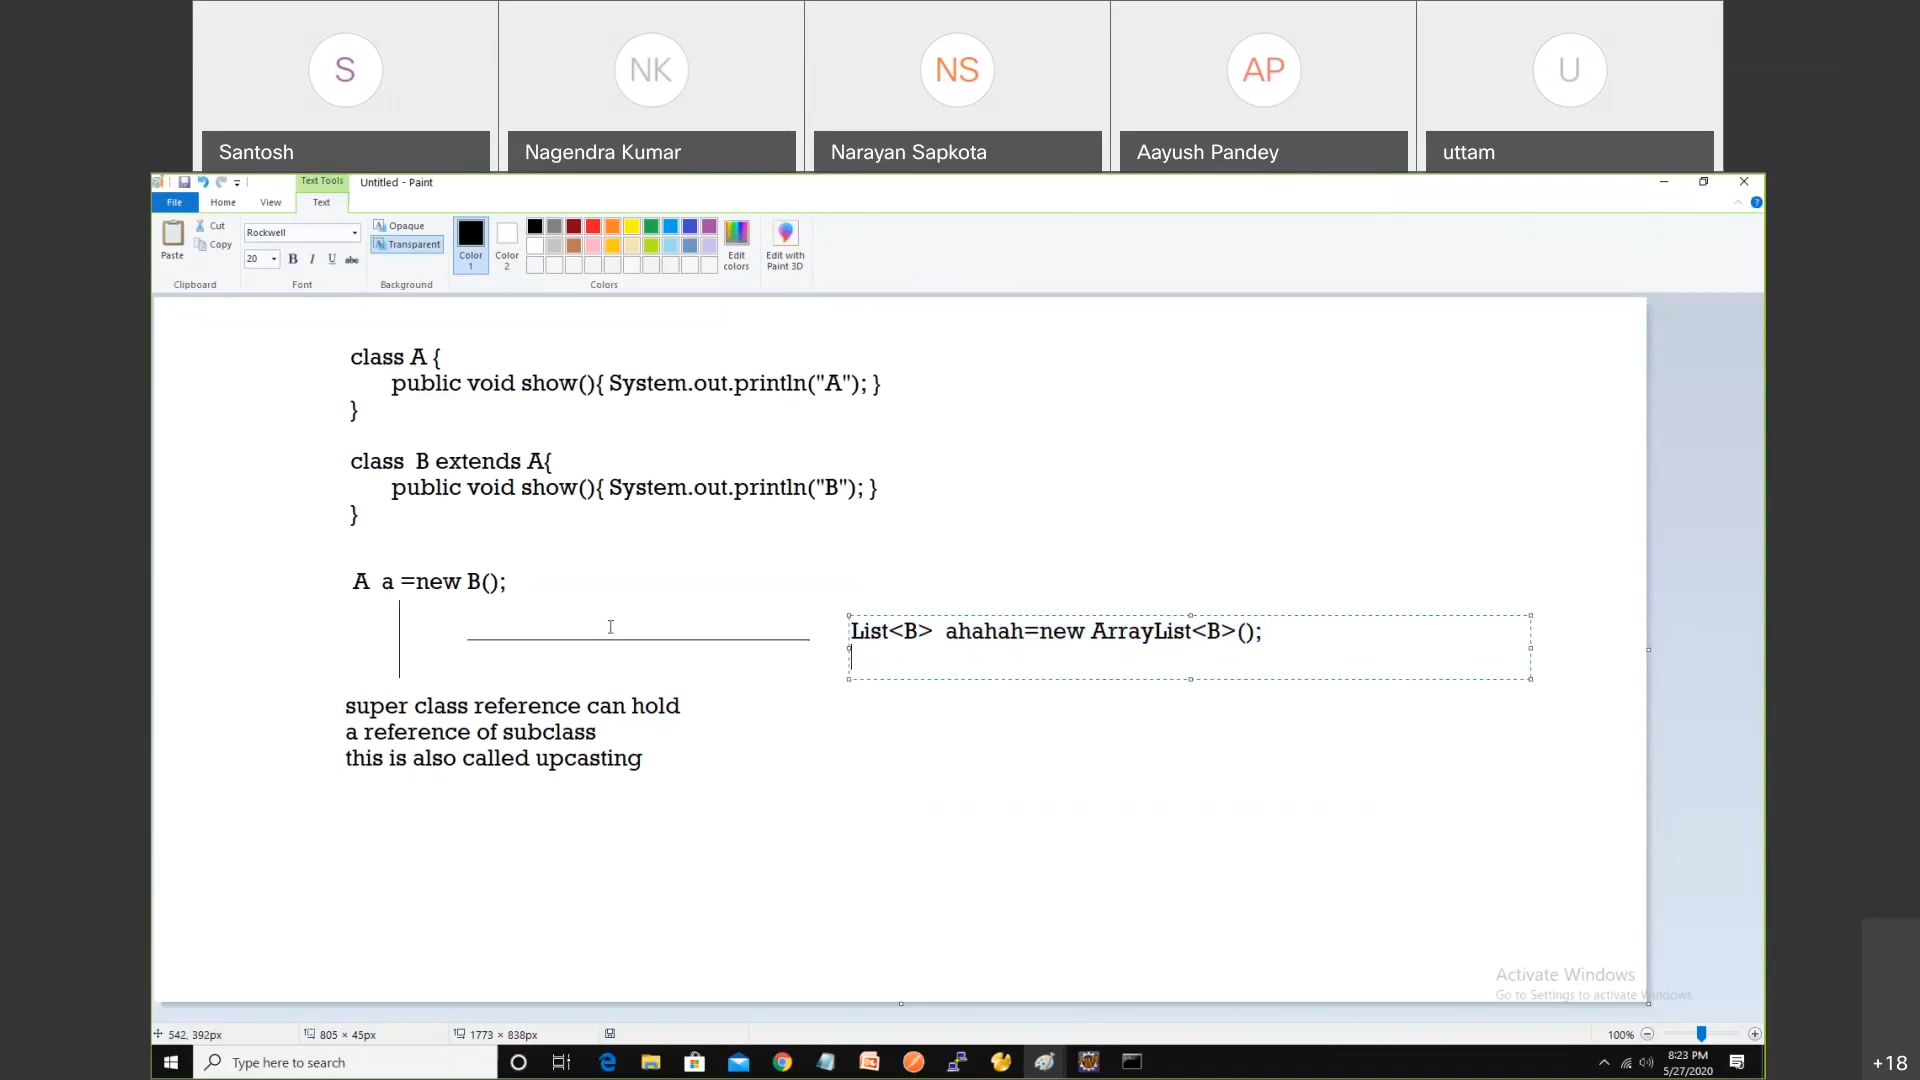 S NK NS AP U
Santosh Nagendra Kumar Narayan Sapkota Aayush Pandey uttam
Text Tools Untitled - Paint
File Home View Text
Paste Cut Copy Rockwell 20 B I U abc Opaque Transparent Color 1 Color 2 Edit colors Edit with Paint 3D
Clipboard Font Background Colors
class A {
public void show(){ System.out.println("A"); }
}
class  B extends A{
public void show(){ System.out.println("B"); }
}
A  a =new B();
List<B>  ahahah=new ArrayList<B>();
super class reference can hold
a reference of subclass
this is also called upcasting
Activate Windows
Go to Settings to activate Windows.
542, 392px 805 × 45px 1773 × 838px 100%
Type here to search 8:23 PM
5/27/2020
+18